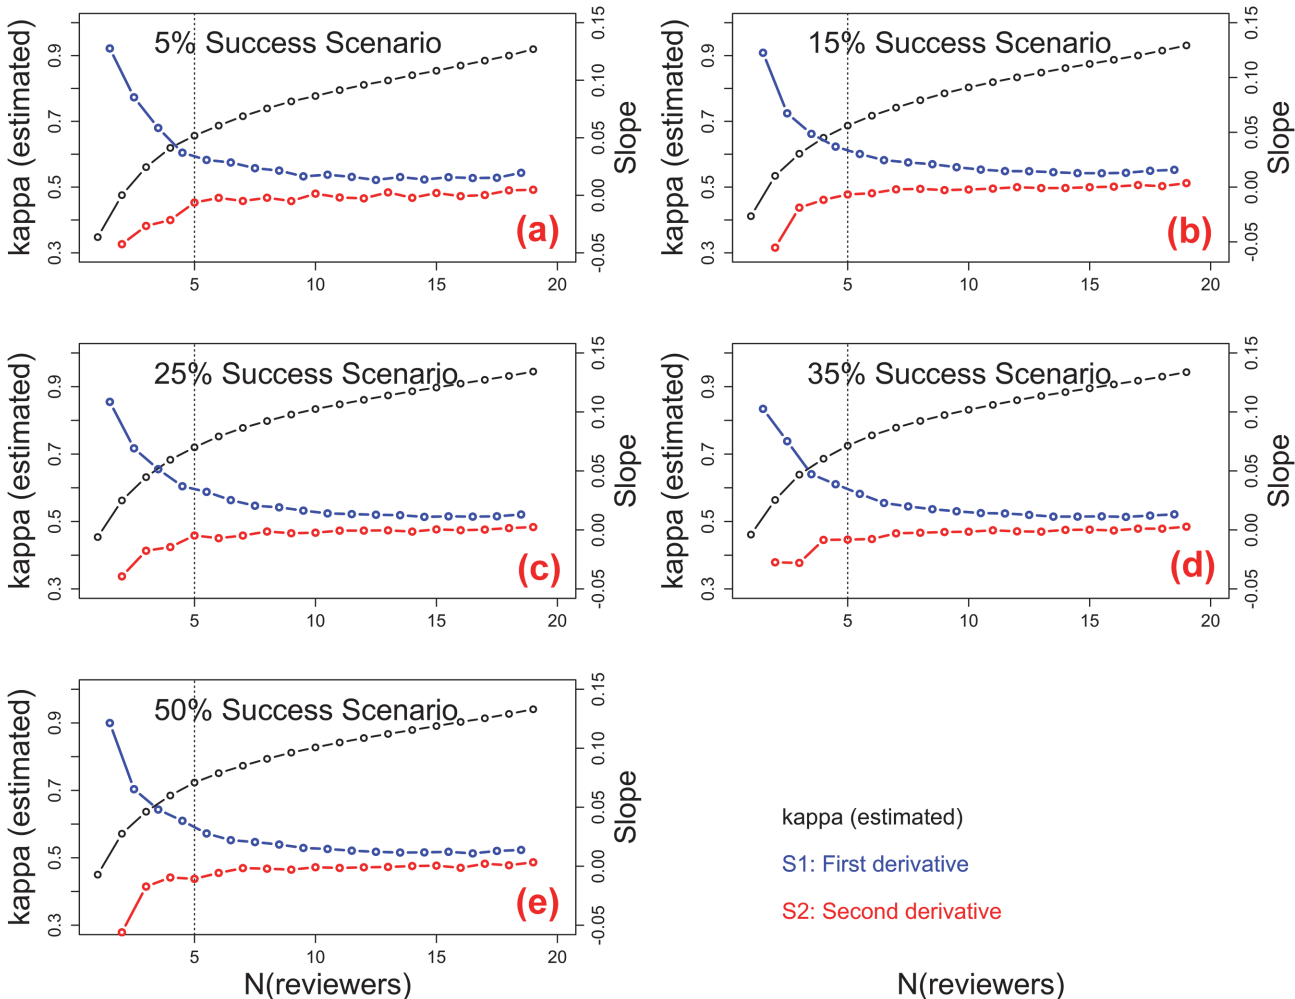 5% Success Scenario
kappa (estimated)
0.3
0.5
0.7
0.9
Slope
-0.05
0.00
0.05
0.10
0.15
5
10
15
20
(a)
15% Success Scenario
kappa (estimated)
0.3
0.5
0.7
0.9
Slope
-0.05
0.00
0.05
0.10
0.15
5
10
15
20
(b)
25% Success Scenario
kappa (estimated)
0.3
0.5
0.7
0.9
Slope
-0.05
0.00
0.05
0.10
0.15
5
10
15
20
(c)
35% Success Scenario
kappa (estimated)
0.3
0.5
0.7
0.9
Slope
-0.05
0.00
0.05
0.10
0.15
5
10
15
20
(d)
50% Success Scenario
kappa (estimated)
0.3
0.5
0.7
0.9
Slope
-0.05
0.00
0.05
0.10
0.15
5
10
15
20
(e)
N(reviewers)
kappa (estimated)
S1: First derivative
S2: Second derivative
N(reviewers)